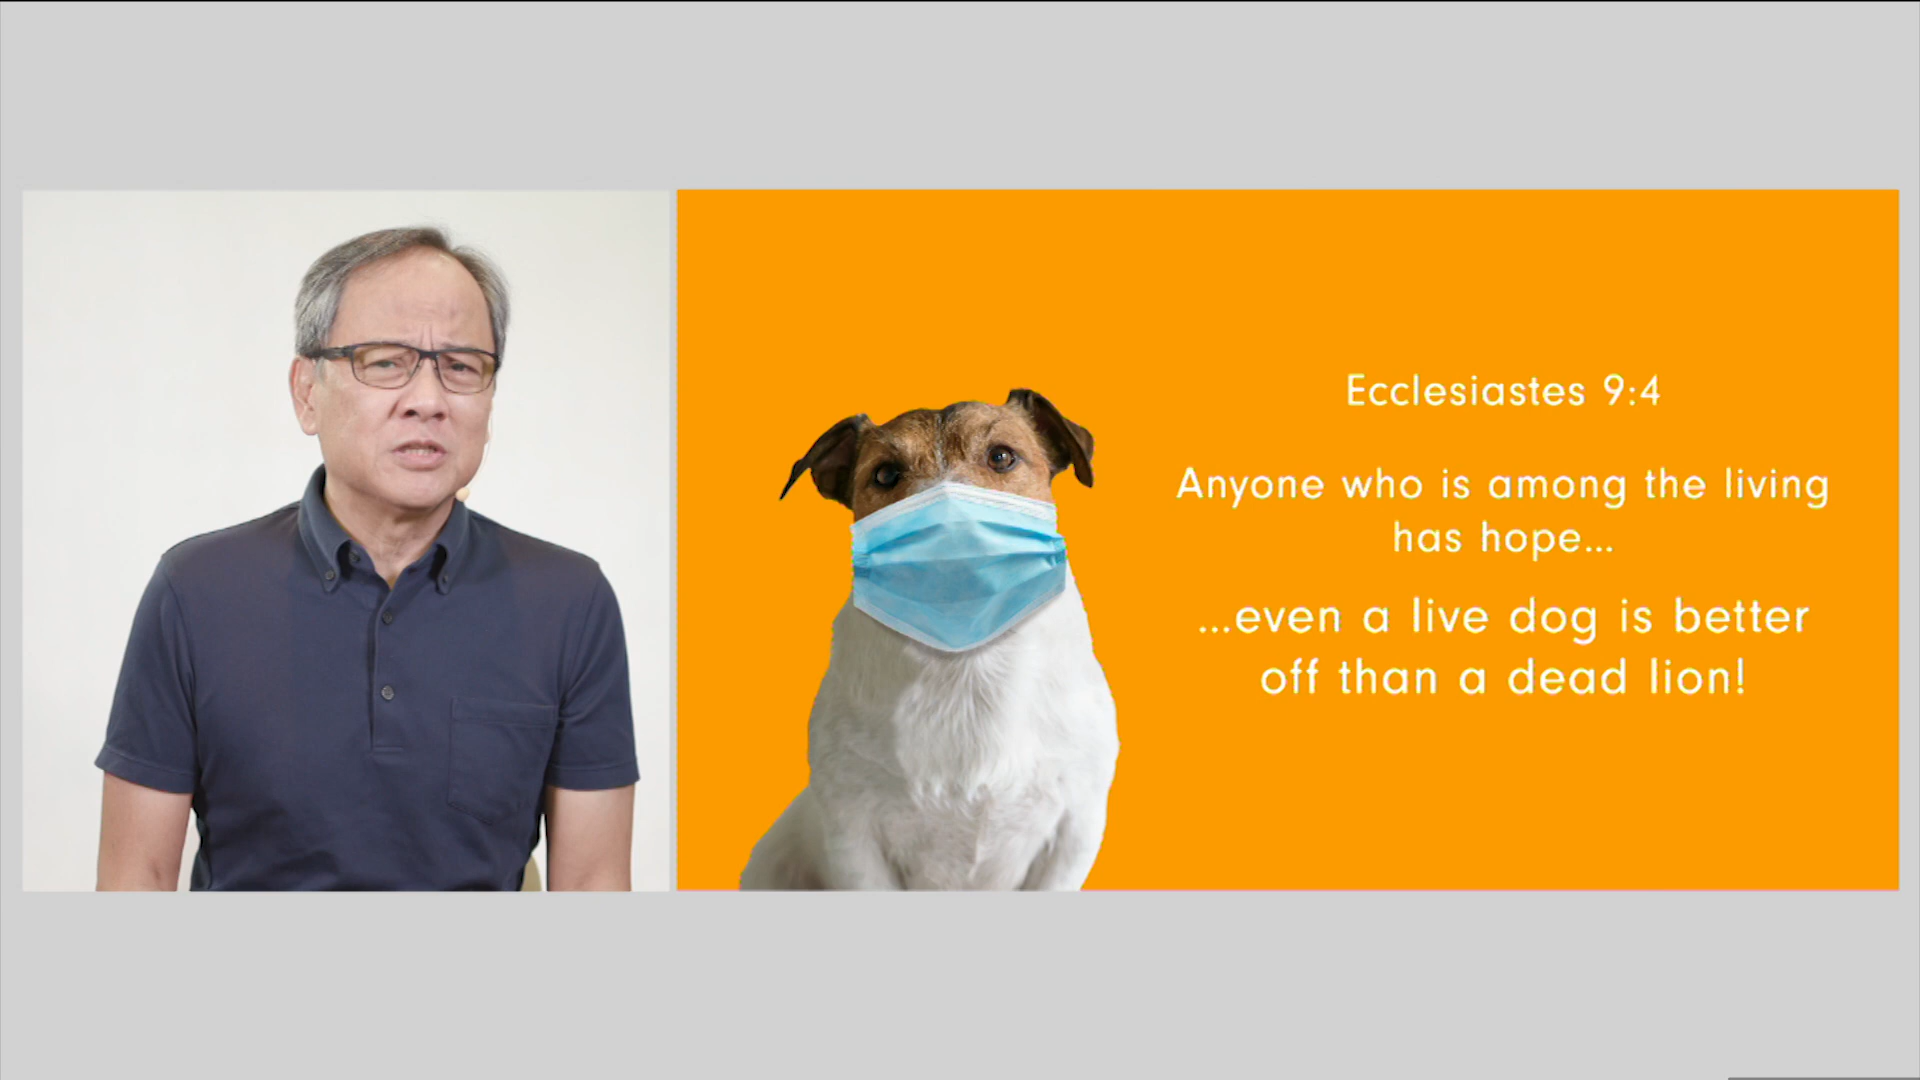 Ecclesiastes 9:4
Anyone who is among the living
has hope...
...even a live dog is better
off than a dead lion!